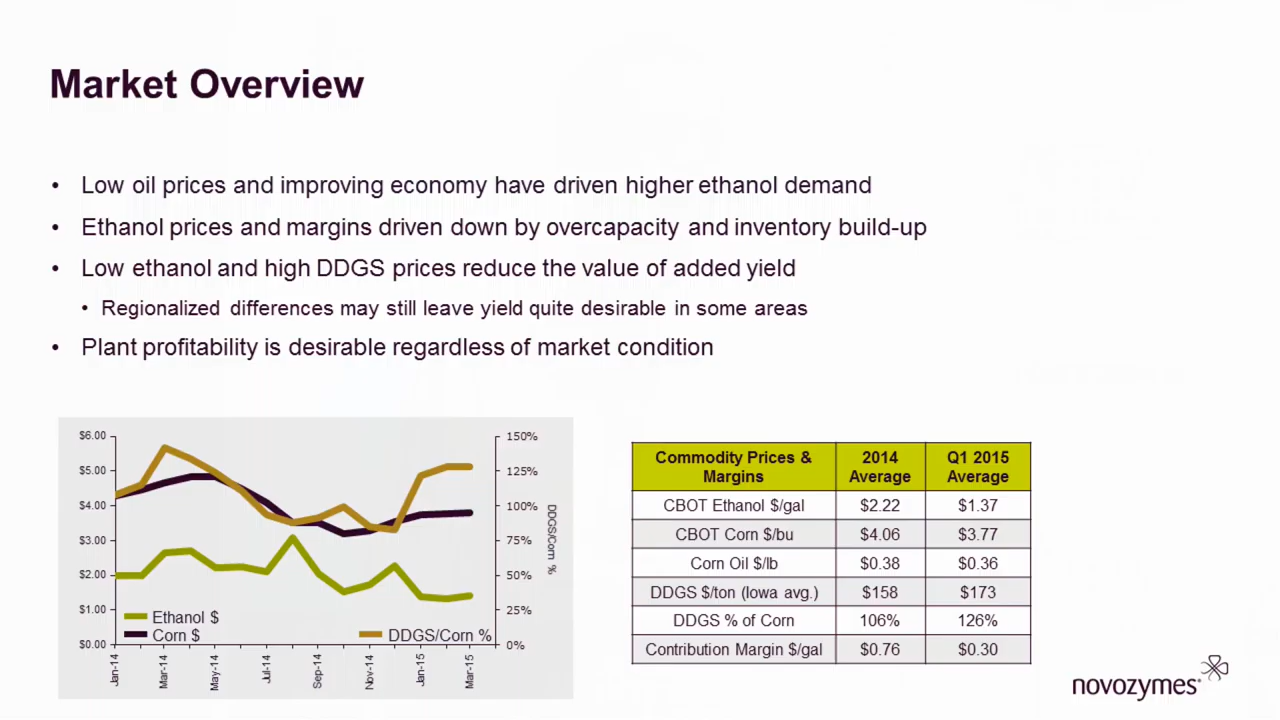 Market Overview
• Low oil prices and improving economy have driven higher ethanol demand
• Ethanol prices and margins driven down by overcapacity and inventory build-up
• Low ethanol and high DDGS prices reduce the value of added yield
• Regionalized differences may still leave yield quite desirable in some areas
• Plant profitability is desirable regardless of market condition
$6.00
$5.00
$4.00
$3.00
$2.00
$1.00
$0.00
150%
125%
100%
75%
50%
25%
0%
DDGS/Corn %
Ethanol $
Corn $
DDGS/Corn %
Jan-14
Mar-14
May-14
Jul-14
Sep-14
Nov-14
Jan-15
Mar-15
Commodity Prices & Margins 2014 Average Q1 2015 Average
CBOT Ethanol $/gal $2.22 $1.37
CBOT Corn $/bu $4.06 $3.77
Corn Oil $/lb $0.38 $0.36
DDGS $/ton (Iowa avg.) $158 $173
DDGS % of Corn 106% 126%
Contribution Margin $/gal $0.76 $0.30
novozymes